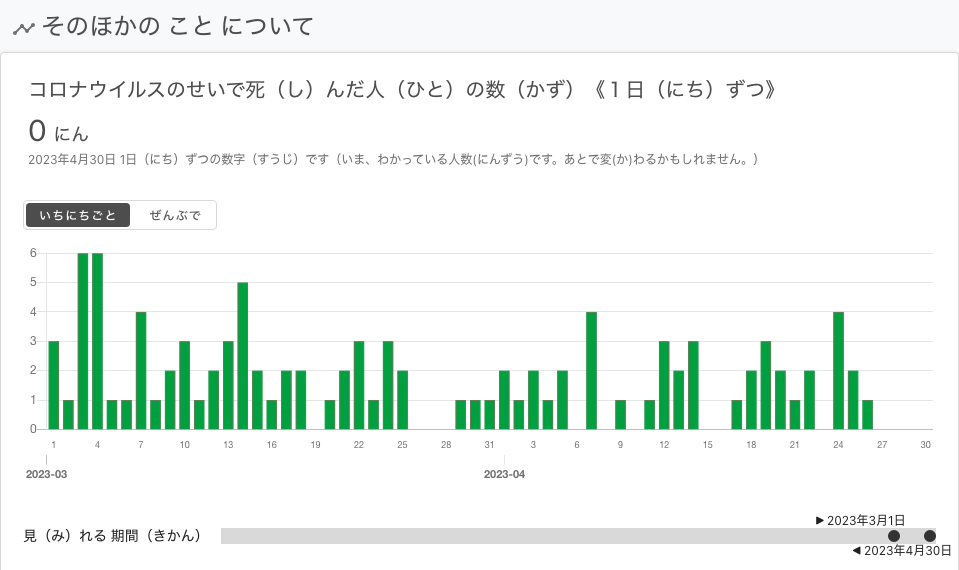 そのほかの こと について
コロナウイルスのせいで死（し）んだ人（ひと）の数（かず）《１日（にち）ずつ》
0 にん
2023年4月30日 1日（にち）ずつの数字（すうじ）です（いま、わかっている人数(にんずう)です。あとで変(か)わるかもしれません。）
いちにちごと ぜんぶで
6
5
4
3
2
1
0
1 4 7 10 13 16 19 22 25 28 31 3 6 9 12 15 18 21 24 27 30
2023-03 2023-04
▶ 2023年3月1日
見（み）れる 期間（きかん）
◀ 2023年4月30日